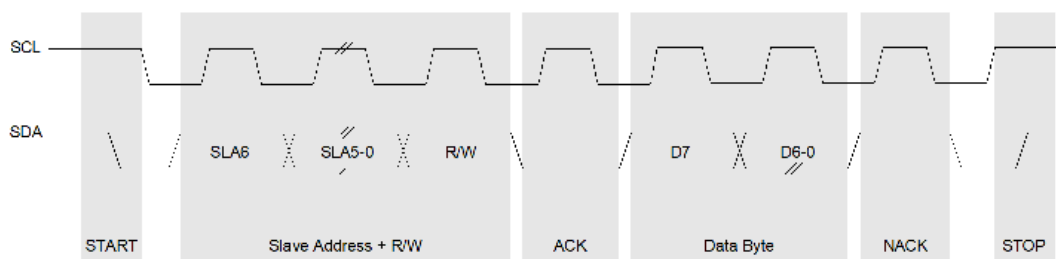 SCL
SDA
SLA6 SLA5-0 R/W D7 D6-0
START Slave Address + R/W ACK Data Byte NACK STOP